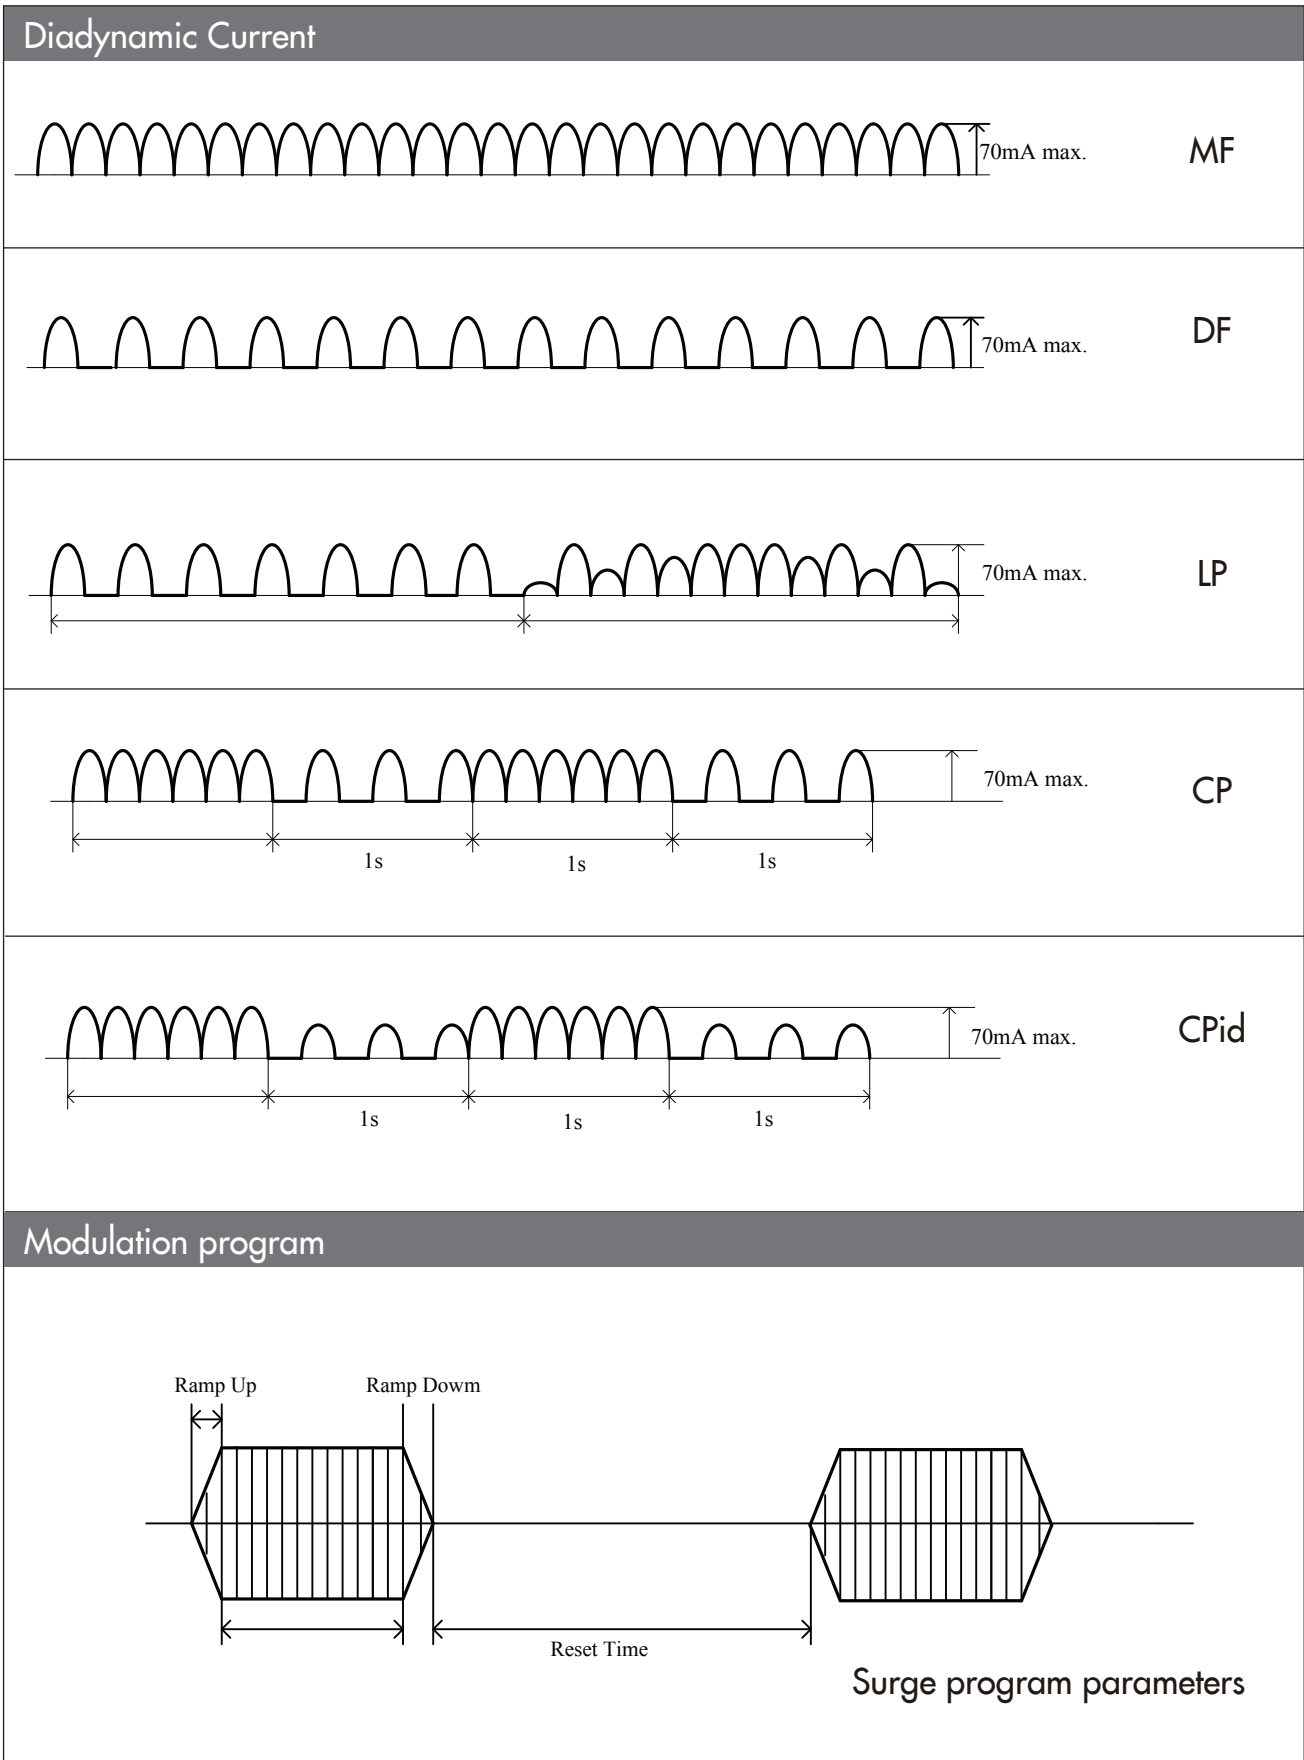 Diadynamic Current
70mA max.
MF
70mA max.
DF
70mA max.
LP
70mA max.
CP
1s
1s
1s
70mA max.
CPid
1s
1s
1s
Modulation program
Ramp Up
Ramp Dowm
Reset Time
Surge program parameters